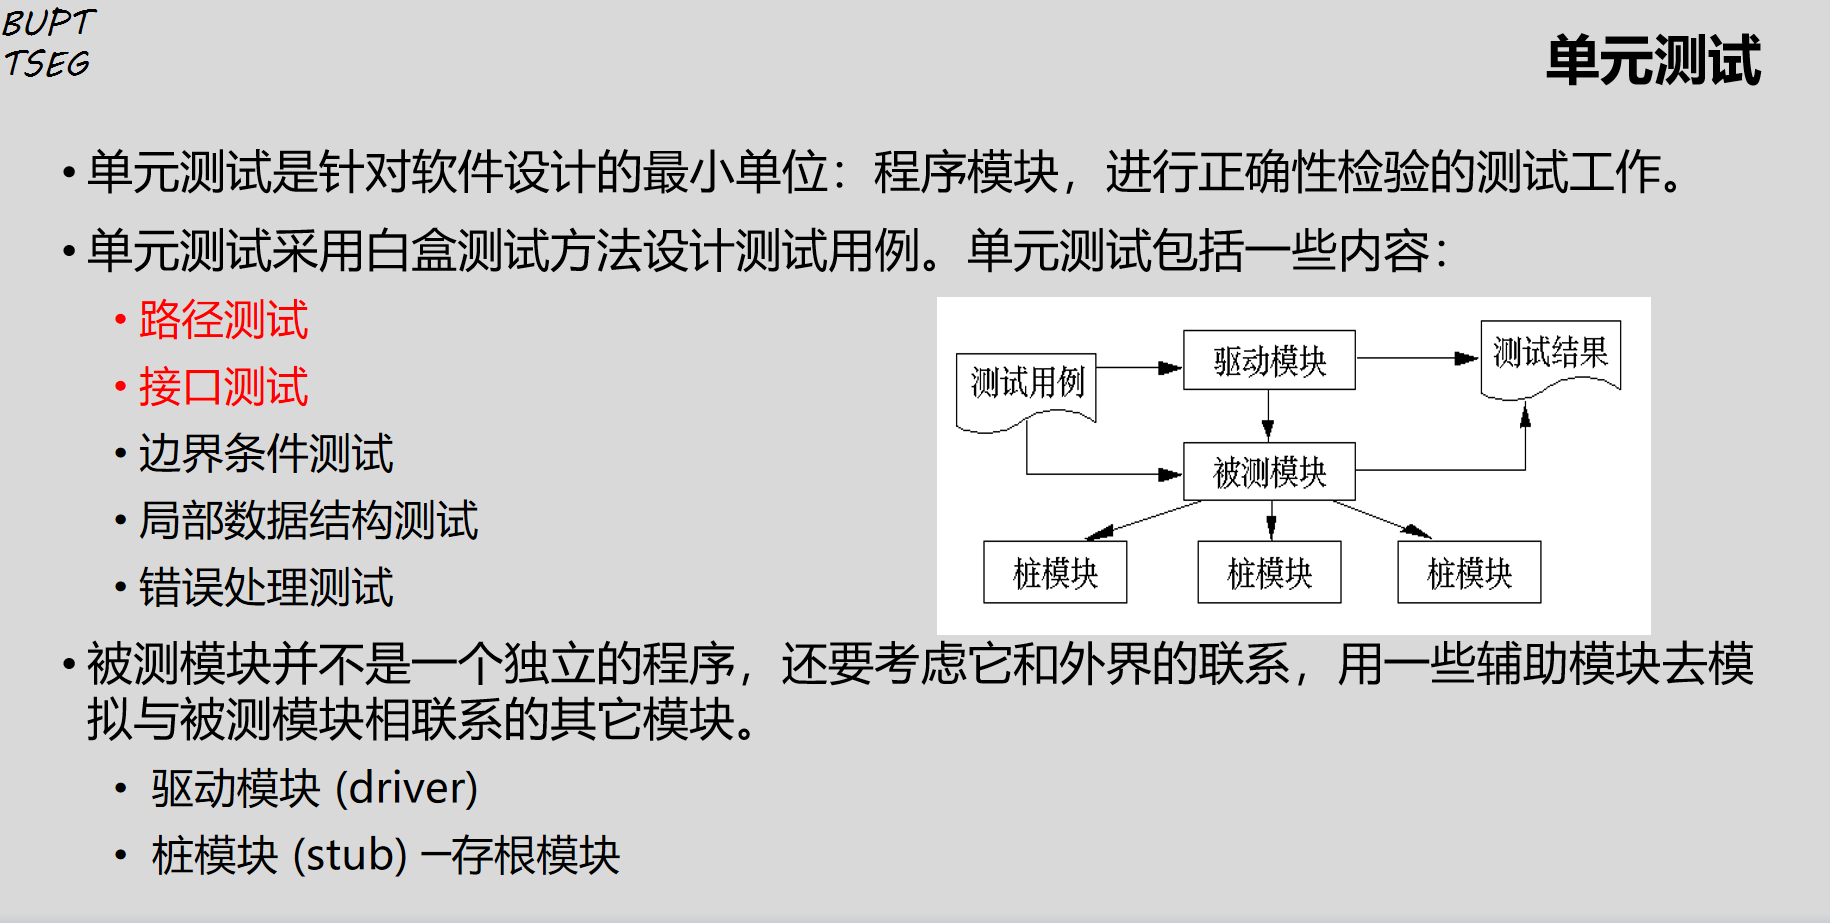 BUPT
TSEG
单元测试
• 单元测试是针对软件设计的最小单位：程序模块，进行正确性检验的测试工作。
• 单元测试采用白盒测试方法设计测试用例。单元测试包括一些内容：
• 路径测试
• 接口测试
• 边界条件测试
• 局部数据结构测试
• 错误处理测试
测试用例
驱动模块
测试结果
被测模块
桩模块
桩模块
桩模块
• 被测模块并不是一个独立的程序，还要考虑它和外界的联系，用一些辅助模块去模
拟与被测模块相联系的其它模块。
• 驱动模块 (driver)
• 桩模块 (stub) –存根模块